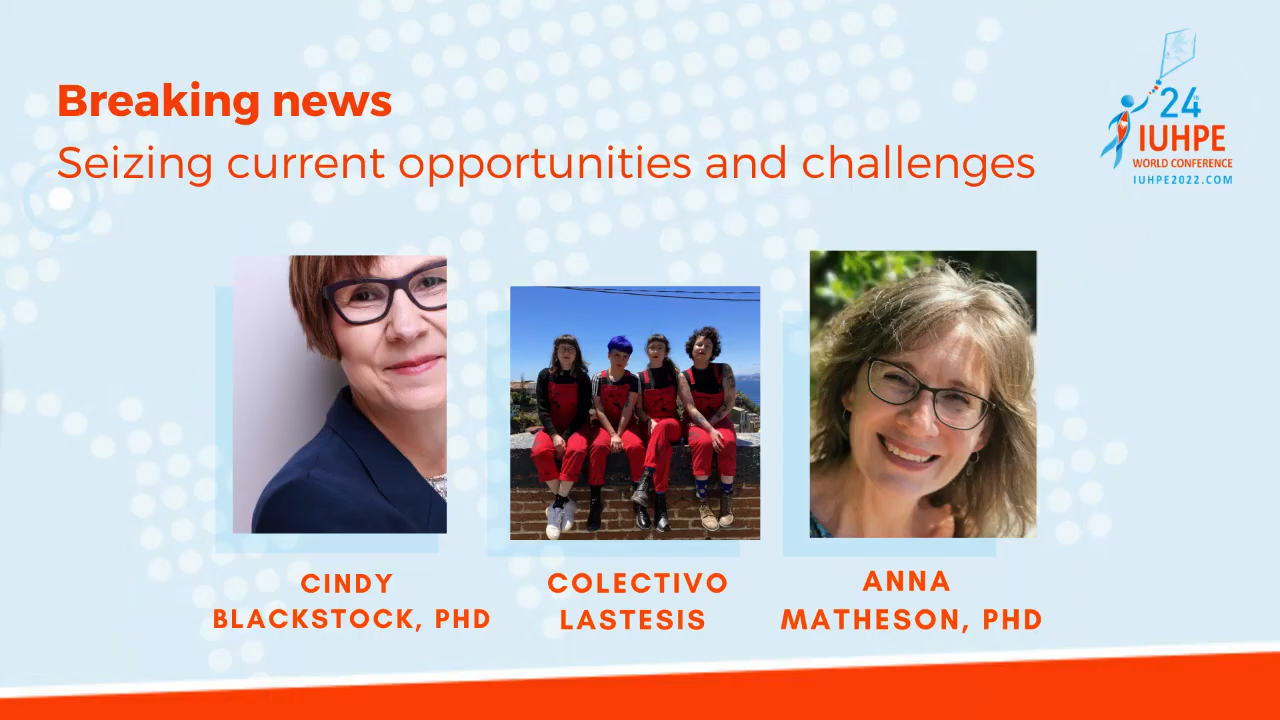 Breaking news
Seizing current opportunities and challenges
24th
IUHPE
WORLD CONFERENCE
IUHPE2022.COM
CINDY
BLACKSTOCK, PHD
COLECTIVO
LASTESIS
ANNA
MATHESON, PHD